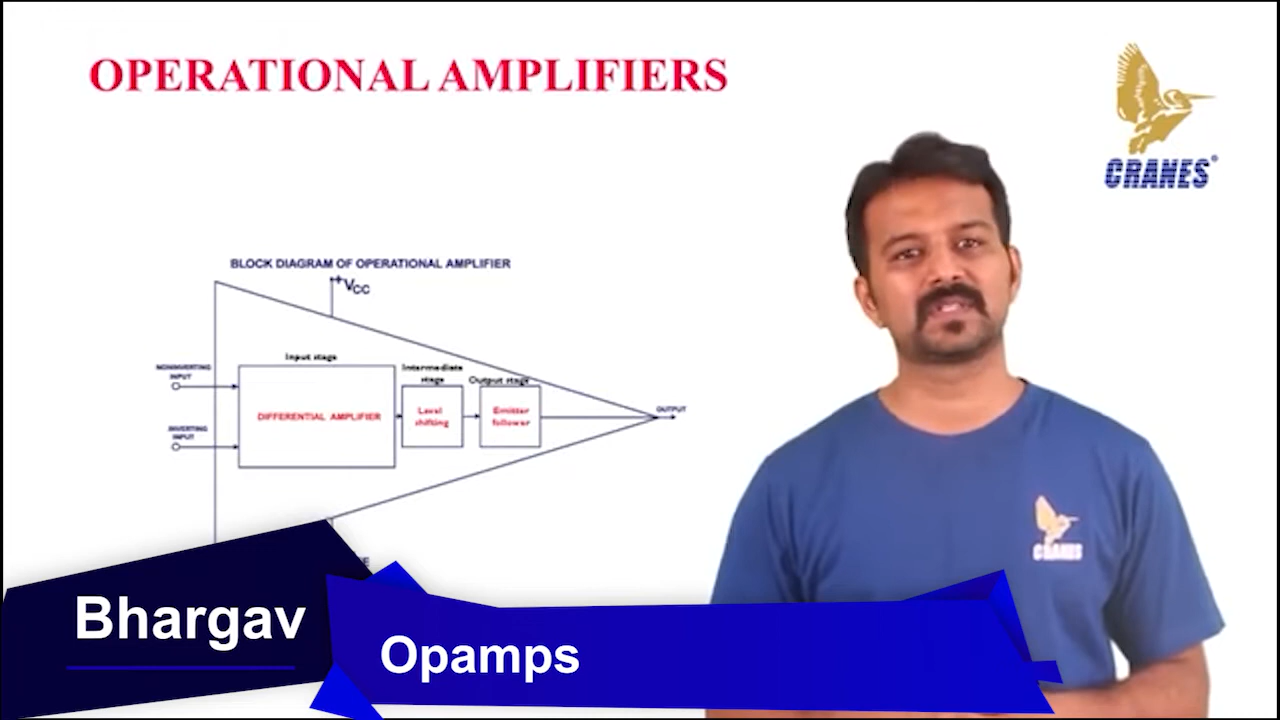 OPERATIONAL AMPLIFIERS
CRANES®
BLOCK DIAGRAM OF OPERATIONAL AMPLIFIER
+VCC
Input stage
Intermediate
stage
Output stage
NONINVERTING
INPUT
DIFFERENTIAL AMPLIFIER
Level
shifting
Emitter
follower
OUTPUT
INVERTING
INPUT
CRANES
Bhargav
Opamps